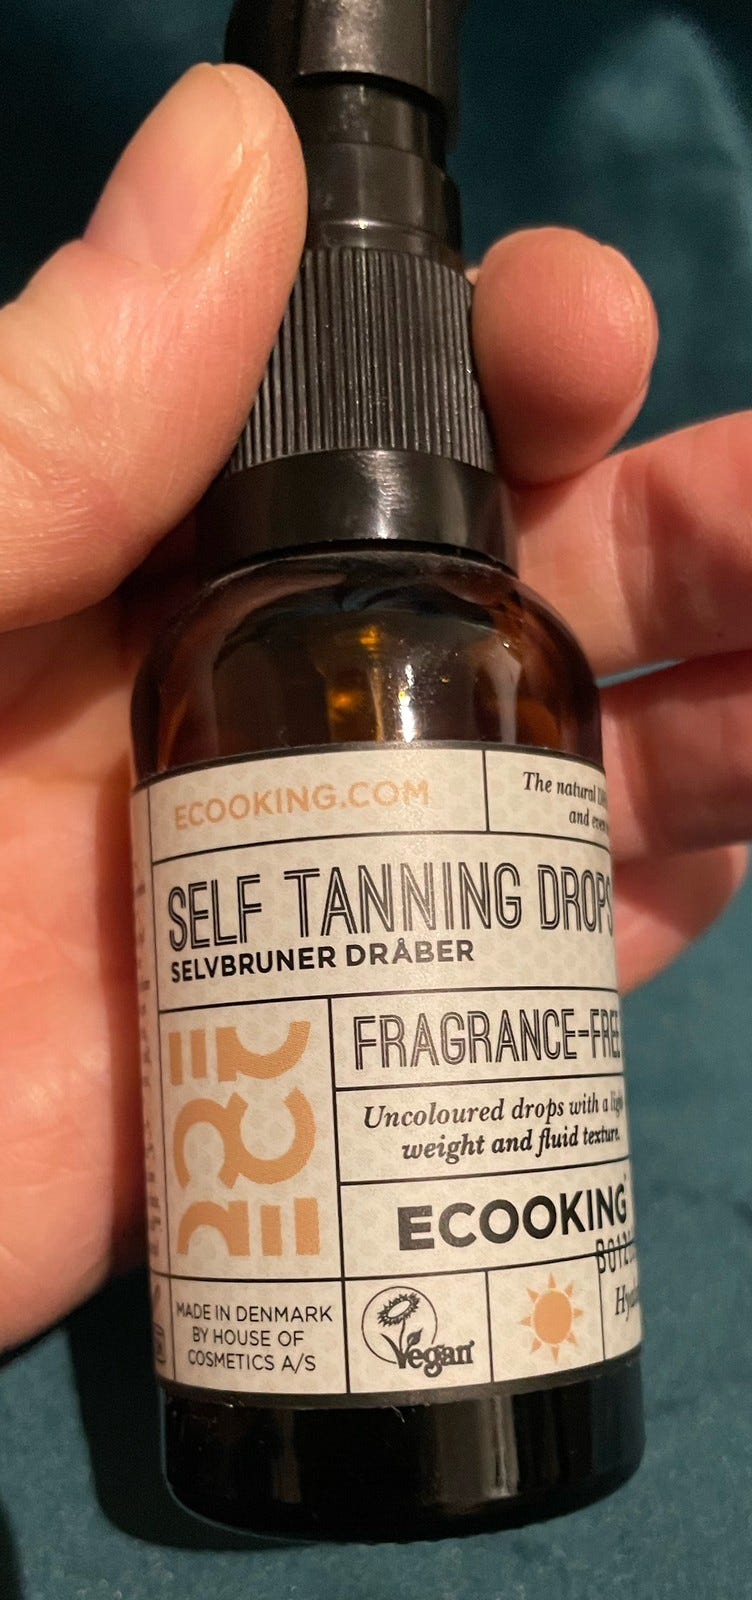 ECOOKING.COM
The natural
and
SELF TANNING DROPS
SELVBRUNER DRÅBER
FRAGRANCE-FREE
Uncoloured drops with a
weight and fluid texture.
ECOOKING
MADE IN DENMARK
BY HOUSE OF
COSMETICS A/S
Vegan